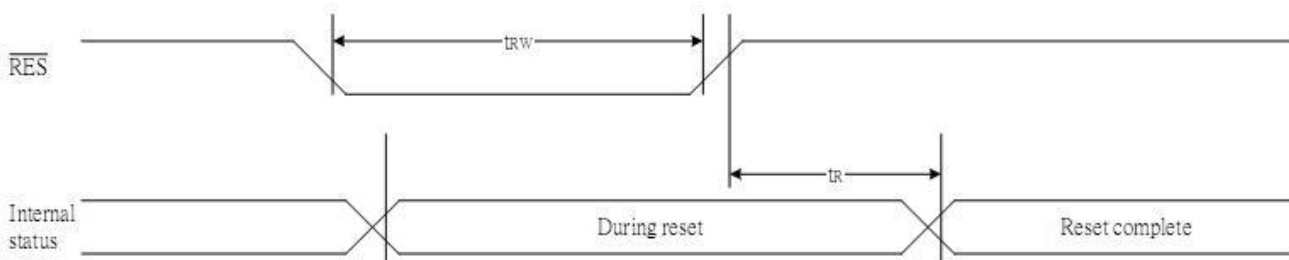 RES
tRW
tR
Internal
status
During reset
Reset complete